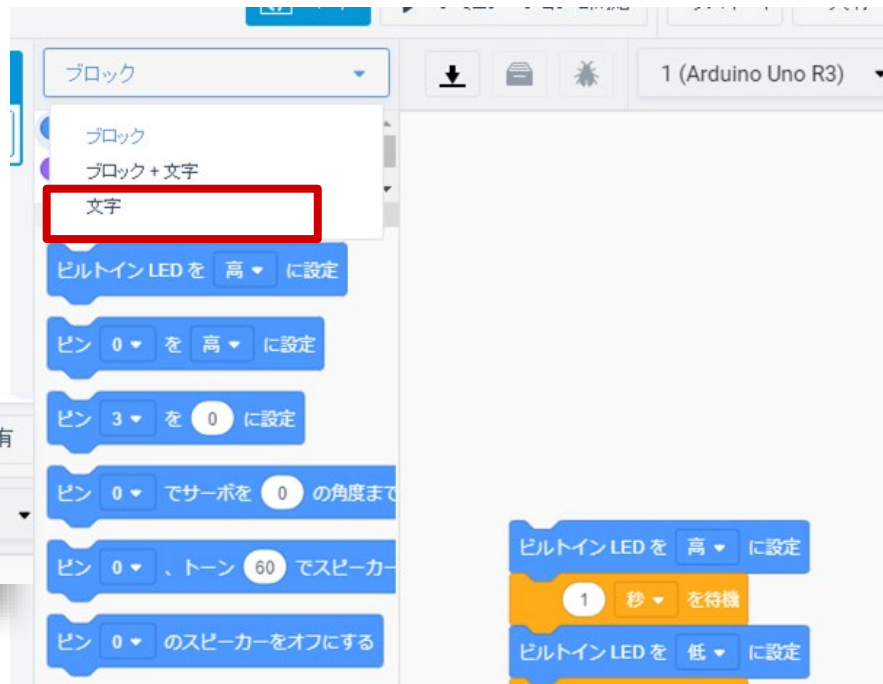 ブロック
1 (Arduino Uno R3)
ブロック
ブロック + 文字
文字
ビルトイン LED を 高 に設定
ピン 0 を 高 に設定
ピン 3 を 0 に設定
有
ピン 0 でサーボを 0 の角度まで
ピン 0 、トーン 60 でスピーカー
ピン 0 のスピーカーをオフにする
ビルトイン LED を 高 に設定
1 秒 を待機
ビルトイン LED を 低 に設定